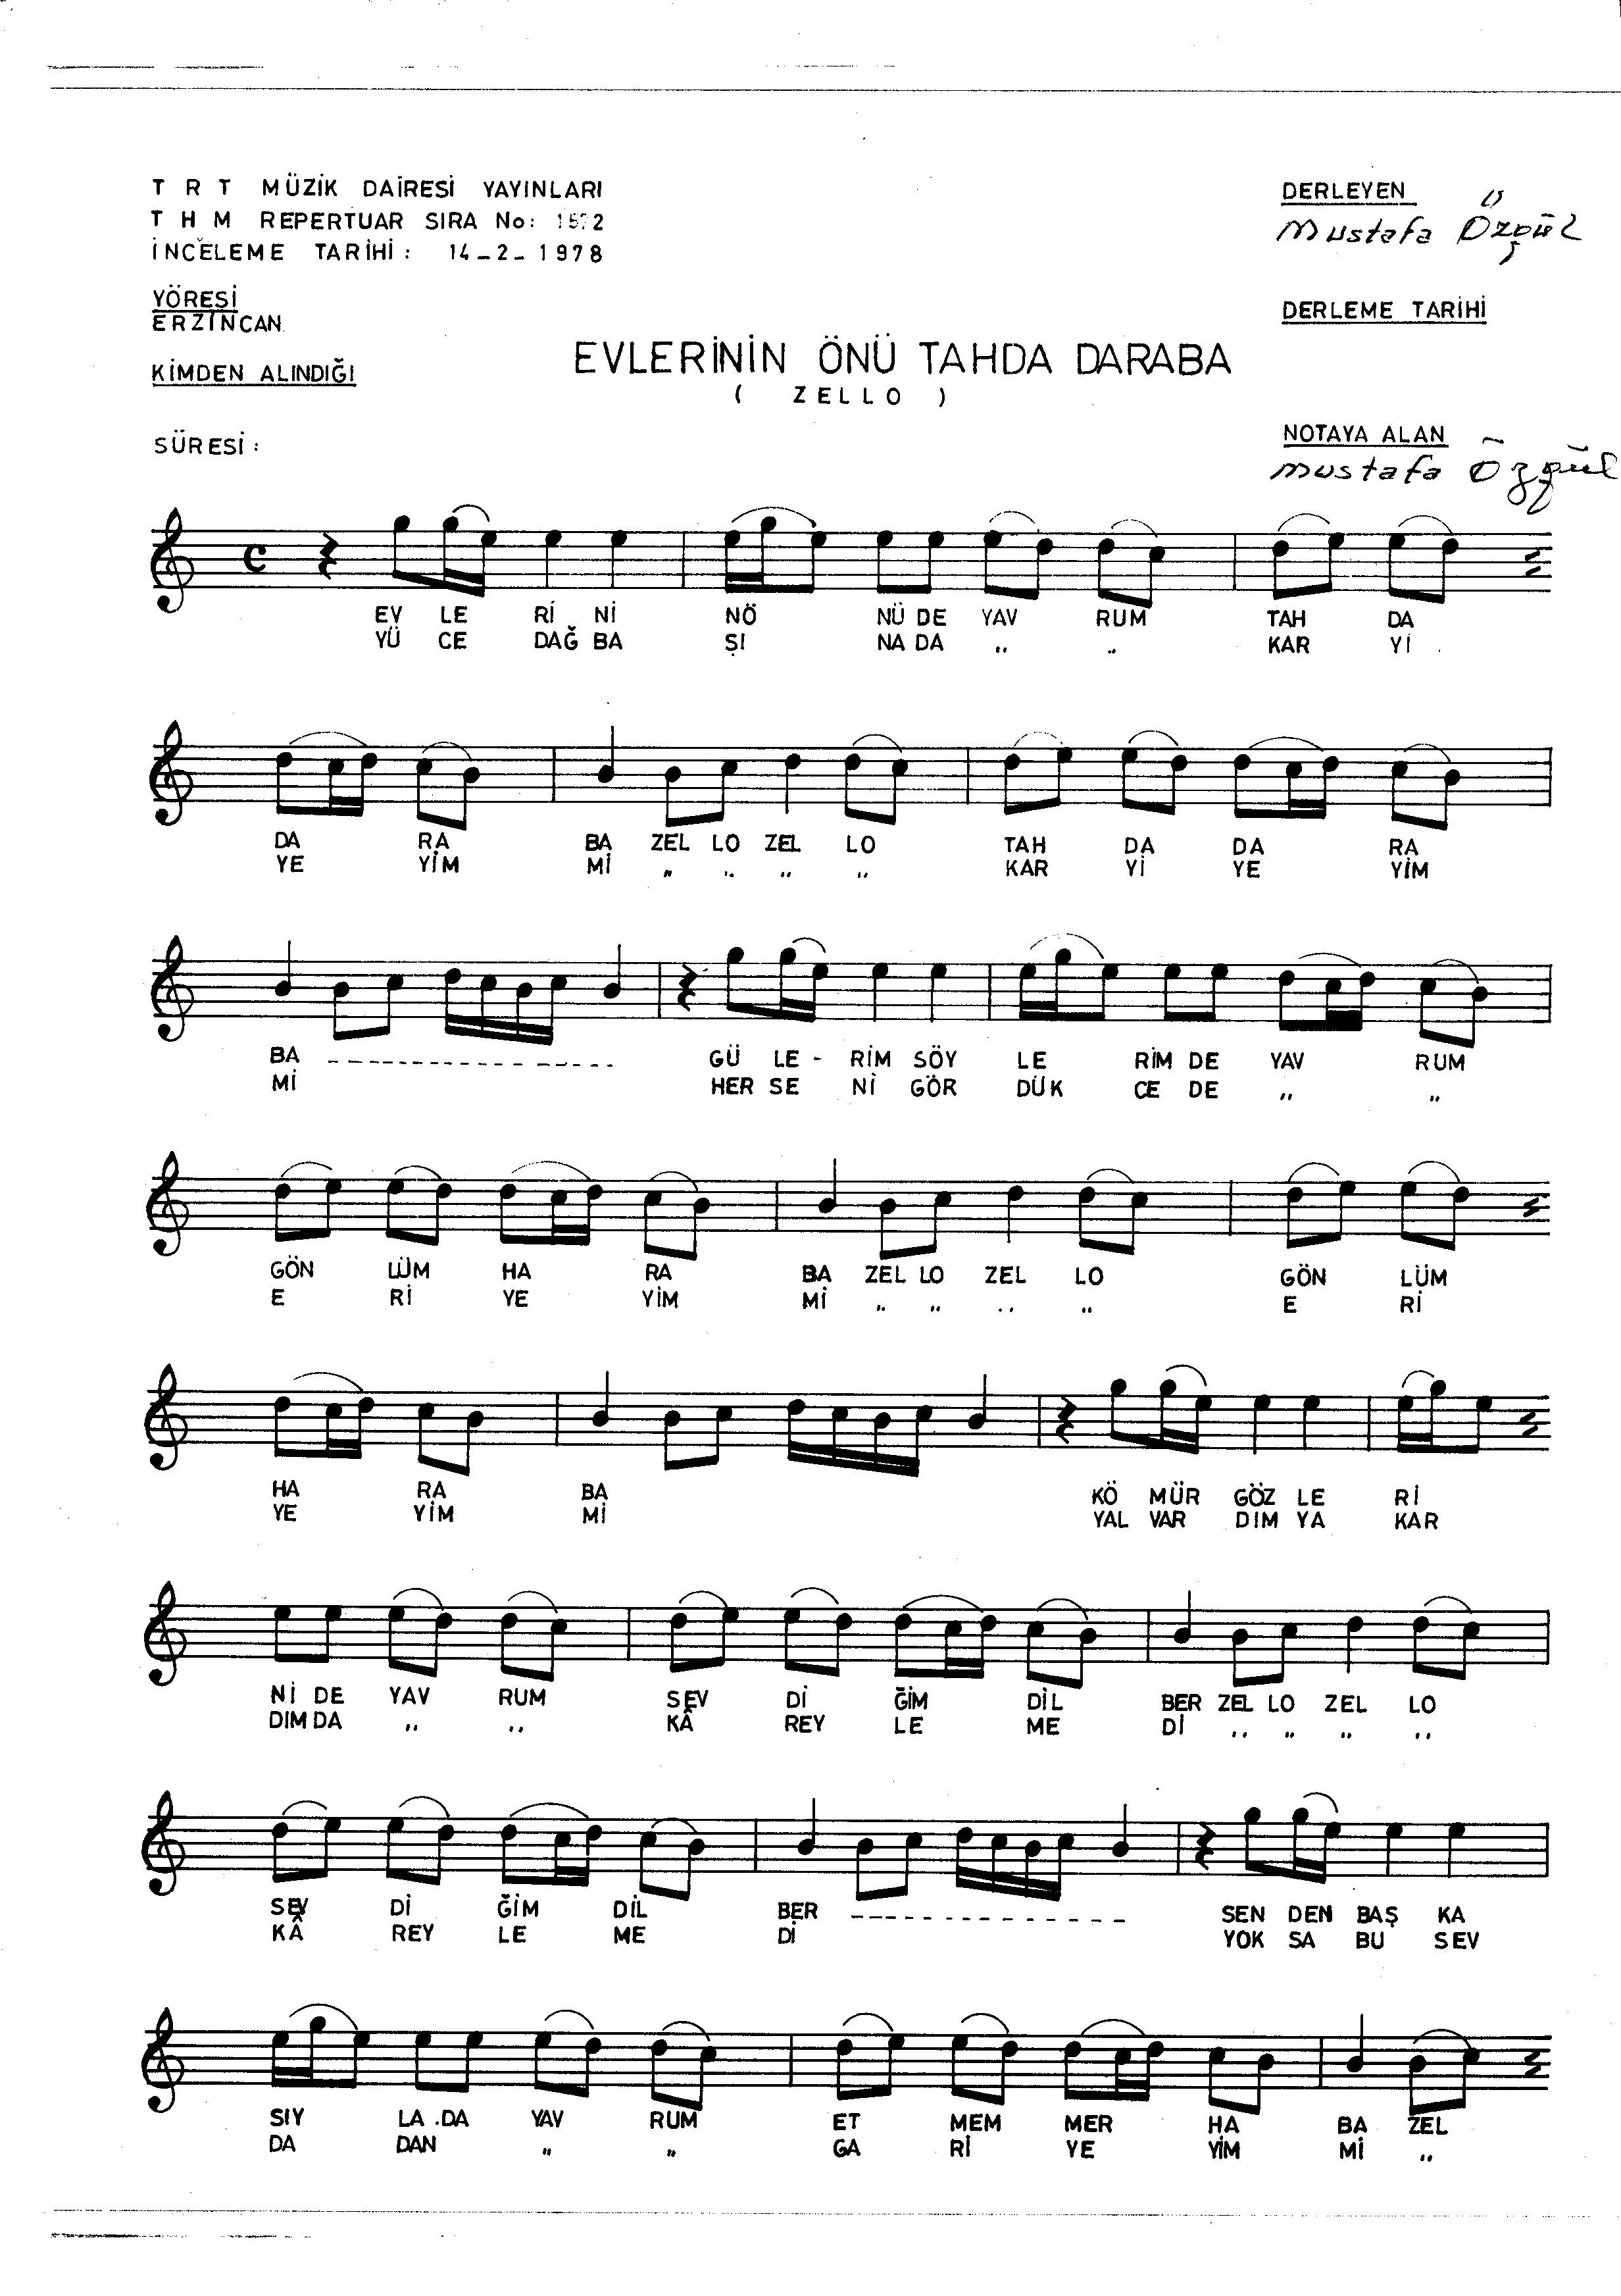 T R T MÜZİK DAİRESİ YAYINLARI
T H M REPERTUAR SIRA No:
İNCELEME TARİHİ : 14-2-1978
YÖRESİ
ERZİNCAN
KİMDEN ALINDIĞI
SÜRESİ :
DERLEYEN
Mustafa Özgül
DERLEME TARİHİ
NOTAYA ALAN
Mustafa Özgül
EVLERİNİN ÖNÜ TAHDA DARABA
( ZELLO )
EV LE Rİ Nİ NÖ NÜ DE YAV RUM TAH DA
YÜ CE DAĞ BA ŞI NA DA ,, ,, KAR Yİ
DA RA BA ZEL LO ZEL LO TAH DA DA RA
YE YİM Mİ ,, ,, ,, ,, KAR Yİ YE YİM
BA ------------- GÜ LE - RİM SÖY LE RİM DE YAV RUM
Mİ HER SE Nİ GÖR DÜK CE DE ,, ,,
GÖN LÜM HA RA BA ZEL LO ZEL LO GÖN LÜM
E Rİ YE YİM Mİ ,, ,, ,, ,, E Rİ
HA RA BA KÖ MÜR GÖZ LE Rİ
YE YİM Mİ YAL VAR DIM YA KAR
Nİ DE YAV RUM SEV Dİ ĞİM DİL BER ZEL LO ZEL LO
DIM DA ,, ,, KÂ REY LE ME Dİ ,, ,, ,, ,,
SEV Dİ ĞİM DİL BER ------------- SEN DEN BAŞ KA
KÂ REY LE ME Dİ YOK SA BU SEV
SIY LA .DA YAV RUM ET MEM MER HA BA ZEL
DA DAN ,, ,, GA Rİ YE YİM Mİ ,,